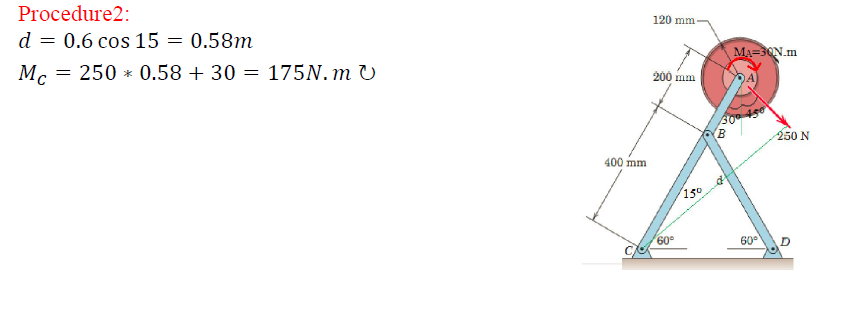 Procedure2:
d = 0.6 cos 15 = 0.58m
M_C = 250 * 0.58 + 30 = 175N.m ↻
120 mm
M_A=30N.m
200 mm
A
30° 45°
B
250 N
400 mm
d
15°
60°
60°
D
C